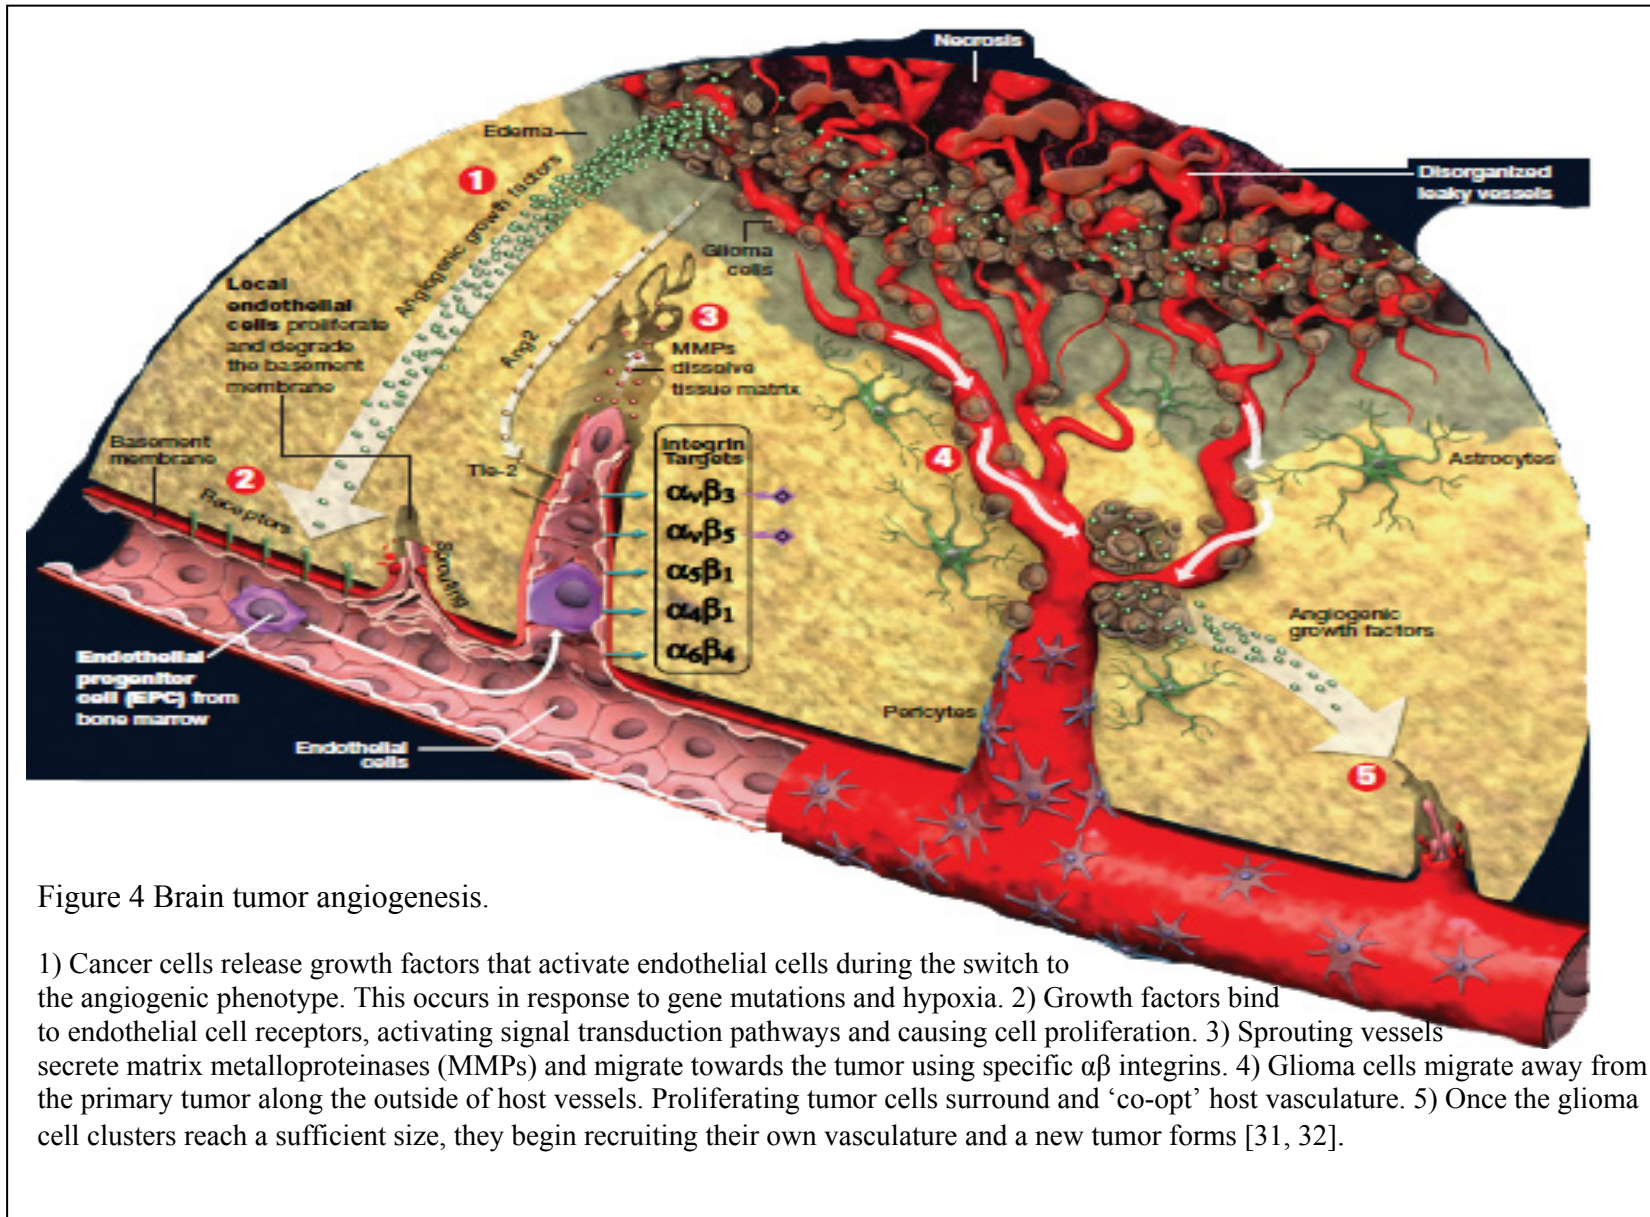 Necrosis
Edema
1
Angiogenic growth factors
Disorganized
leaky vessels
Glioma
cells
Local
endothelial
cells proliferate
and degrade
the basement
membrane
Ang2
3
MMPs
dissolve
tissue matrix
Basement
membrane
2
Receptors
Sprouting
Tie-2
Integrin
Targets
αvβ3
αvβ5
α5β1
α4β1
α6β4
4
Astrocytes
Angiogenic
growth factors
Endothelial
progenitor
cell (EPC) from
bone marrow
Endothelial
cells
Pericytes
5
Figure 4 Brain tumor angiogenesis.
1) Cancer cells release growth factors that activate endothelial cells during the switch to
the angiogenic phenotype. This occurs in response to gene mutations and hypoxia. 2) Growth factors bind
to endothelial cell receptors, activating signal transduction pathways and causing cell proliferation. 3) Sprouting vessels
secrete matrix metalloproteinases (MMPs) and migrate towards the tumor using specific αβ integrins. 4) Glioma cells migrate away from
the primary tumor along the outside of host vessels. Proliferating tumor cells surround and ‘co-opt’ host vasculature. 5) Once the glioma
cell clusters reach a sufficient size, they begin recruiting their own vasculature and a new tumor forms [31, 32].